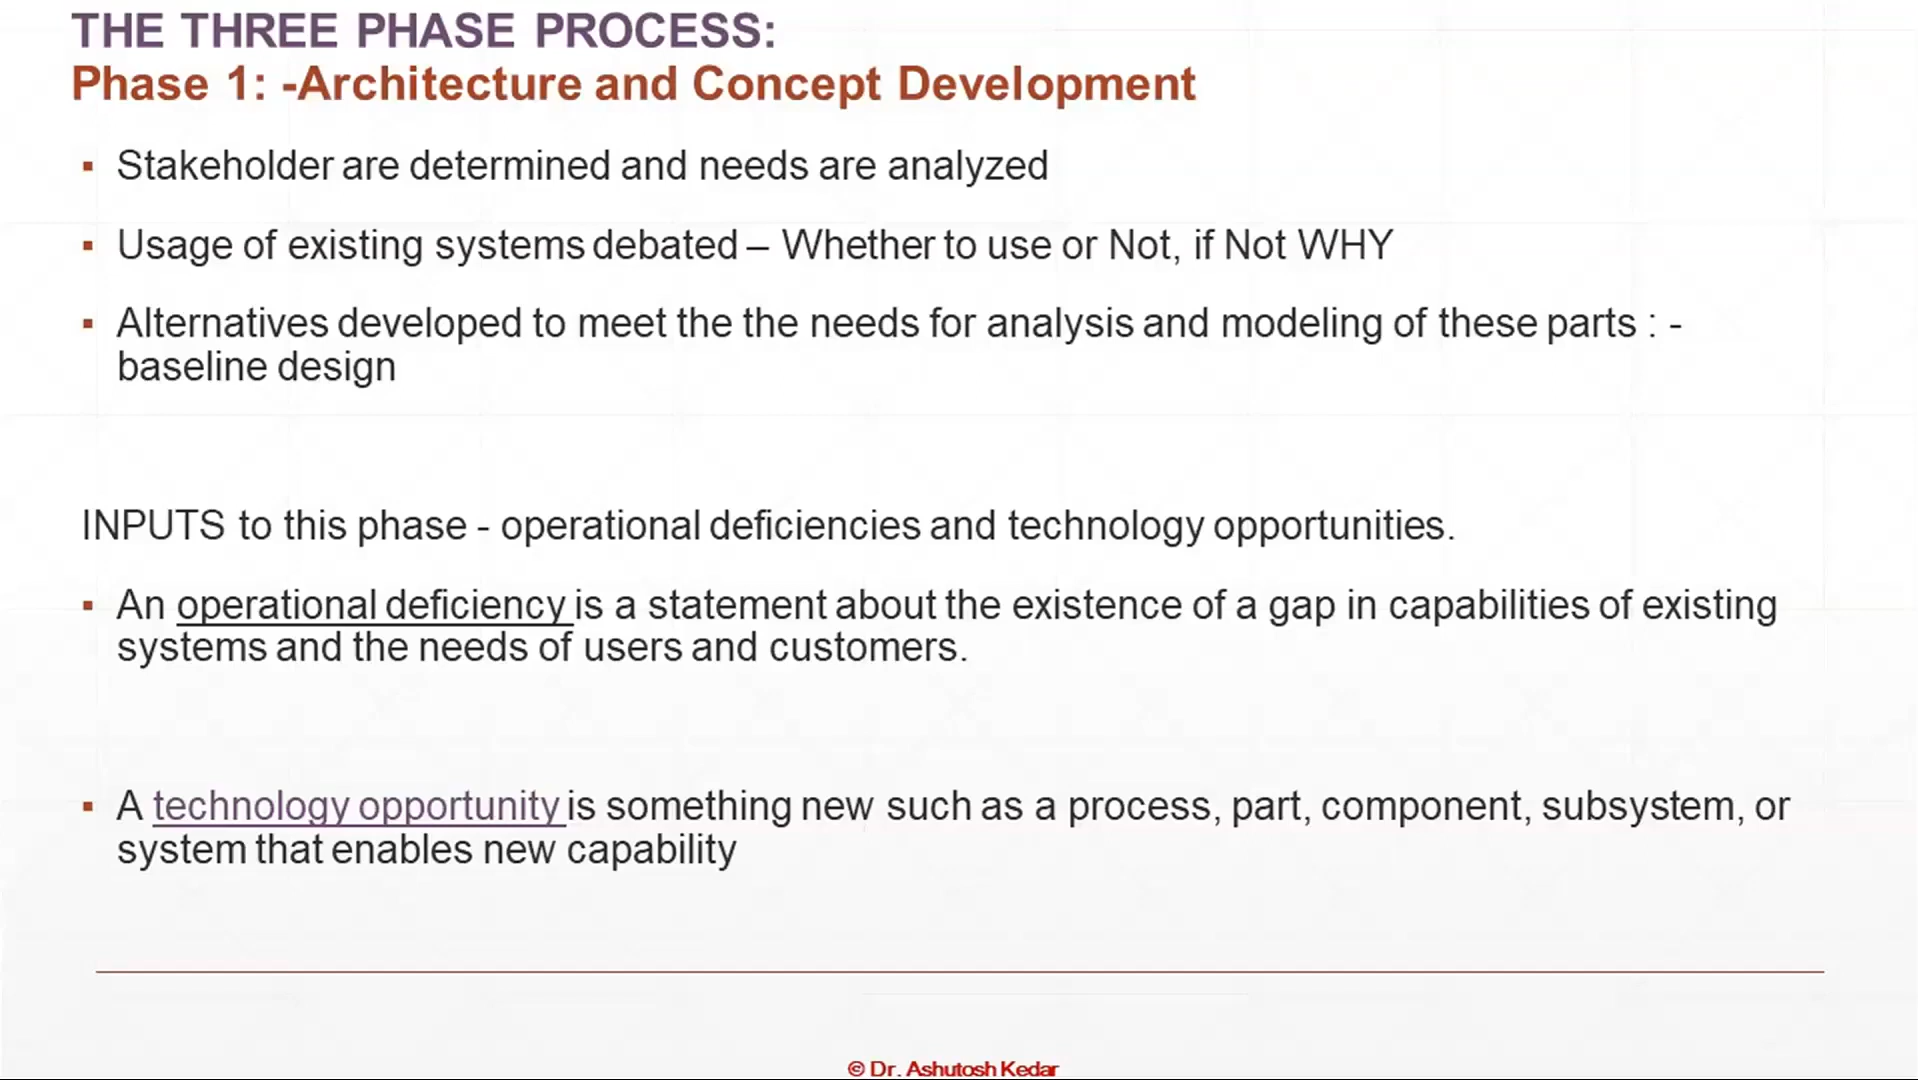 THE THREE PHASE PROCESS:
Phase 1: -Architecture and Concept Development
▪ Stakeholder are determined and needs are analyzed
▪ Usage of existing systems debated – Whether to use or Not, if Not WHY
▪ Alternatives developed to meet the the needs for analysis and modeling of these parts : -
baseline design
INPUTS to this phase - operational deficiencies and technology opportunities.
▪ An operational deficiency is a statement about the existence of a gap in capabilities of existing
systems and the needs of users and customers.
▪ A technology opportunity is something new such as a process, part, component, subsystem, or
system that enables new capability
© Dr. Ashutosh Kedar